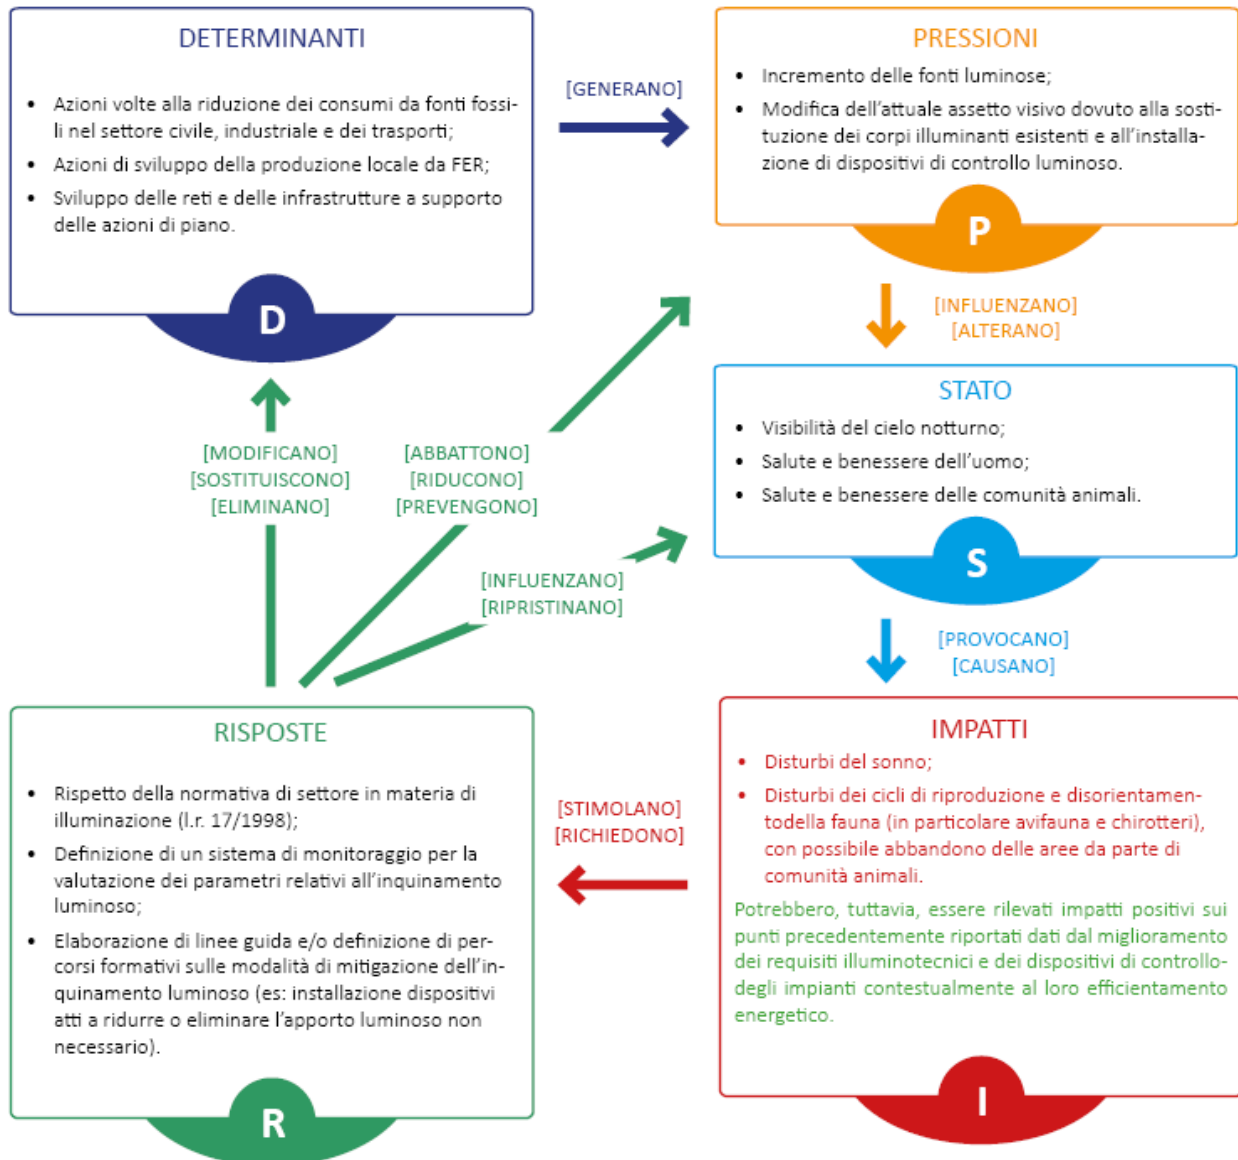 DETERMINANTI
• Azioni volte alla riduzione dei consumi da fonti fossi-
li nel settore civile, industriale e dei trasporti;
• Azioni di sviluppo della produzione locale da FER;
• Sviluppo delle reti e delle infrastrutture a supporto
delle azioni di piano.
D
[GENERANO]
PRESSIONI
• Incremento delle fonti luminose;
• Modifica dell'attuale assetto visivo dovuto alla sosti-
tuzione dei corpi illuminanti esistenti e all'installa-
zione di dispositivi di controllo luminoso.
P
[INFLUENZANO]
[ALTERANO]
STATO
• Visibilità del cielo notturno;
• Salute e benessere dell'uomo;
• Salute e benessere delle comunità animali.
S
[PROVOCANO]
[CAUSANO]
IMPATTI
• Disturbi del sonno;
• Disturbi dei cicli di riproduzione e disorientamen-
todella fauna (in particolare avifauna e chirotteri),
con possibile abbandono delle aree da parte di
comunità animali.
Potrebbero, tuttavia, essere rilevati impatti positivi sui
punti precedentemente riportati dati dal miglioramento
dei requisiti illuminotecnici e dei dispositivi di controllo-
degli impianti contestualmente al loro efficientamento
energetico.
I
[STIMOLANO]
[RICHIEDONO]
RISPOSTE
• Rispetto della normativa di settore in materia di
illuminazione (l.r. 17/1998);
• Definizione di un sistema di monitoraggio per la
valutazione dei parametri relativi all'inquinamento
luminoso;
• Elaborazione di linee guida e/o definizione di per-
corsi formativi sulle modalità di mitigazione dell'in-
quinamento luminoso (es: installazione dispositivi
atti a ridurre o eliminare l'apporto luminoso non
necessario).
R
[MODIFICANO]
[SOSTITUISCONO]
[ELIMINANO]
[ABBATTONO]
[RIDUCONO]
[PREVENGONO]
[INFLUENZANO]
[RIPRISTINANO]